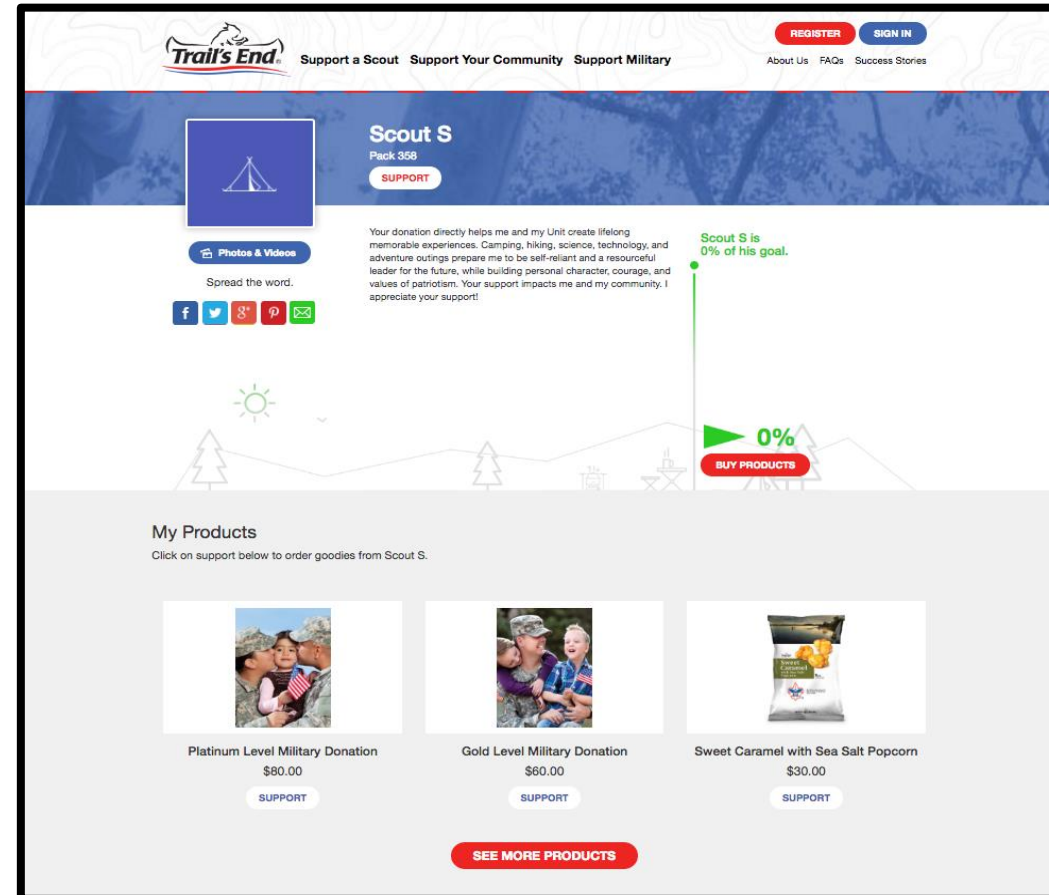 Trail's End®
Support a Scout Support Your Community Support Military
REGISTER SIGN IN
About Us FAQs Success Stories
Scout S
Pack 358
SUPPORT
Photos & Videos
Spread the word.
Your donation directly helps me and my Unit create lifelong
memorable experiences. Camping, hiking, science, technology, and
adventure outings prepare me to be self-reliant and a resourceful
leader for the future, while building personal character, courage, and
values of patriotism. Your support impacts me and my community. I
appreciate your support!
Scout S is
0% of his goal.
0%
BUY PRODUCTS
My Products
Click on support below to order goodies from Scout S.
Sweet
Caramel
Platinum Level Military Donation
$80.00
SUPPORT
Gold Level Military Donation
$60.00
SUPPORT
Sweet Caramel with Sea Salt Popcorn
$30.00
SUPPORT
SEE MORE PRODUCTS